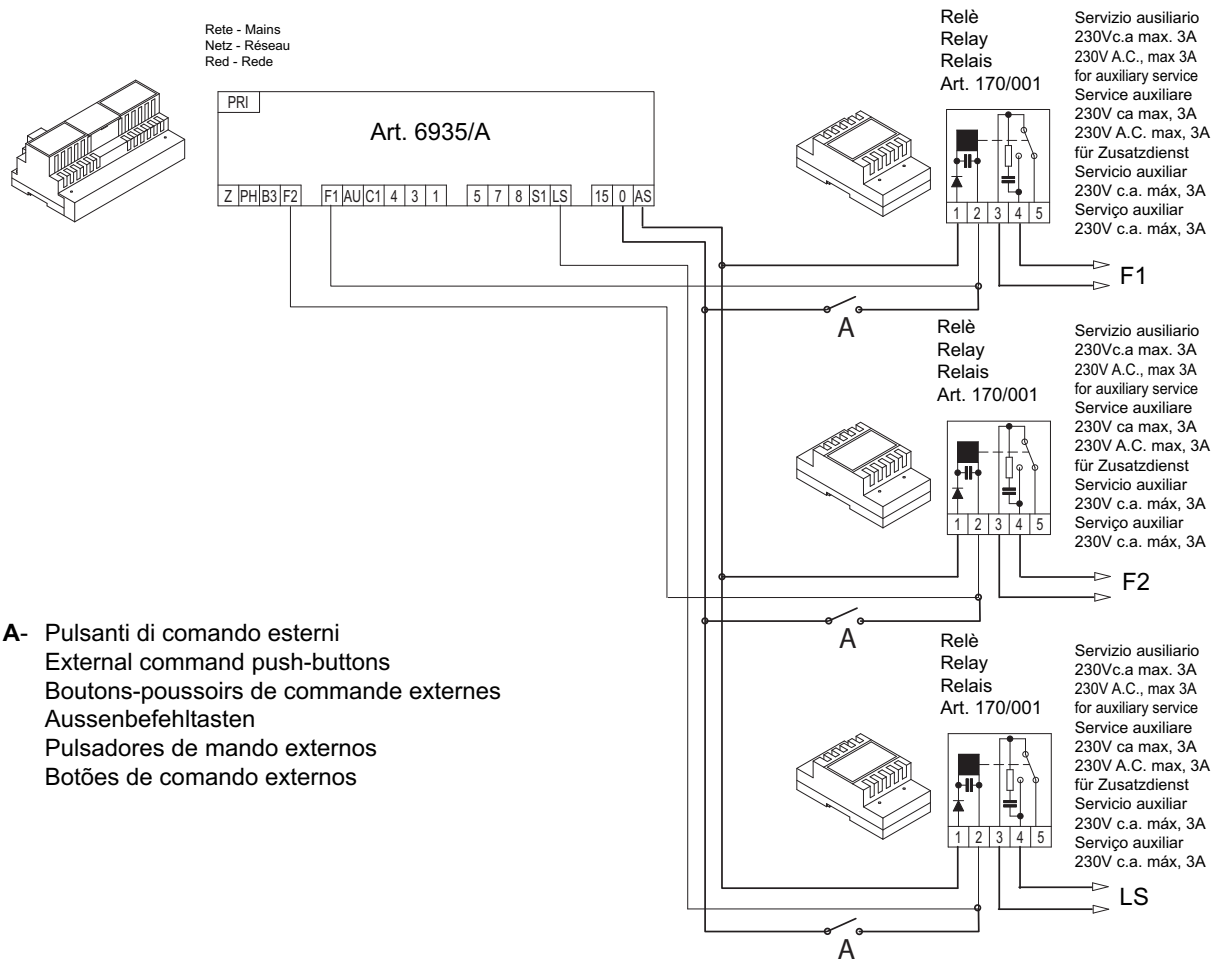 Rete - Mains
Netz - Réseau
Red - Rede
PRI
Art. 6935/A
Z PH B3 F2 F1 AU C1 4 3 1 5 7 8 S1 LS 15 0 AS
Relè
Relay
Relais
Art. 170/001
Servizio ausiliario
230Vc.a max. 3A
230V A.C., max 3A
for auxiliary service
Service auxiliare
230V ca max, 3A
230V A.C. max, 3A
für Zusatzdienst
Servicio auxiliar
230V c.a. máx, 3A
Serviço auxiliar
230V c.a. máx, 3A
1 2 3 4 5
F1
A
Relè
Relay
Relais
Art. 170/001
Servizio ausiliario
230Vc.a max. 3A
230V A.C., max 3A
for auxiliary service
Service auxiliare
230V ca max, 3A
230V A.C. max, 3A
für Zusatzdienst
Servicio auxiliar
230V c.a. máx, 3A
Serviço auxiliar
230V c.a. máx, 3A
1 2 3 4 5
F2
A
Relè
Relay
Relais
Art. 170/001
Servizio ausiliario
230Vc.a max. 3A
230V A.C., max 3A
for auxiliary service
Service auxiliare
230V ca max, 3A
230V A.C. max, 3A
für Zusatzdienst
Servicio auxiliar
230V c.a. máx, 3A
Serviço auxiliar
230V c.a. máx, 3A
1 2 3 4 5
LS
A
A- Pulsanti di comando esterni
External command push-buttons
Boutons-poussoirs de commande externes
Aussenbefehltasten
Pulsadores de mando externos
Botões de comando externos